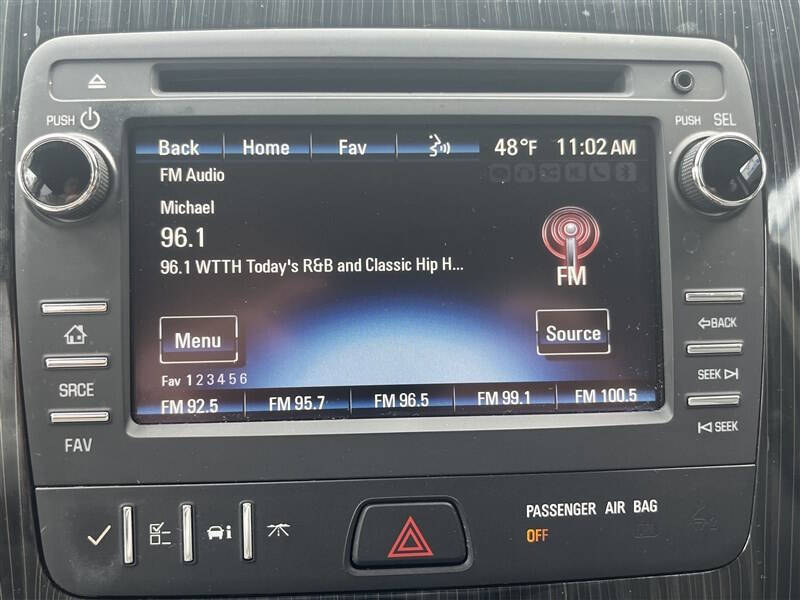 PUSH
PUSH SEL
Back Home Fav 48°F 11:02 AM
FM Audio
Michael
96.1
96.1 WTTH Today's R&B and Classic Hip H...
FM
Menu
Source
Fav 1 2 3 4 5 6
FM 92.5 FM 95.7 FM 96.5 FM 99.1 FM 100.5
SRCE
FAV
BACK
SEEK
SEEK
PASSENGER AIR BAG
OFF